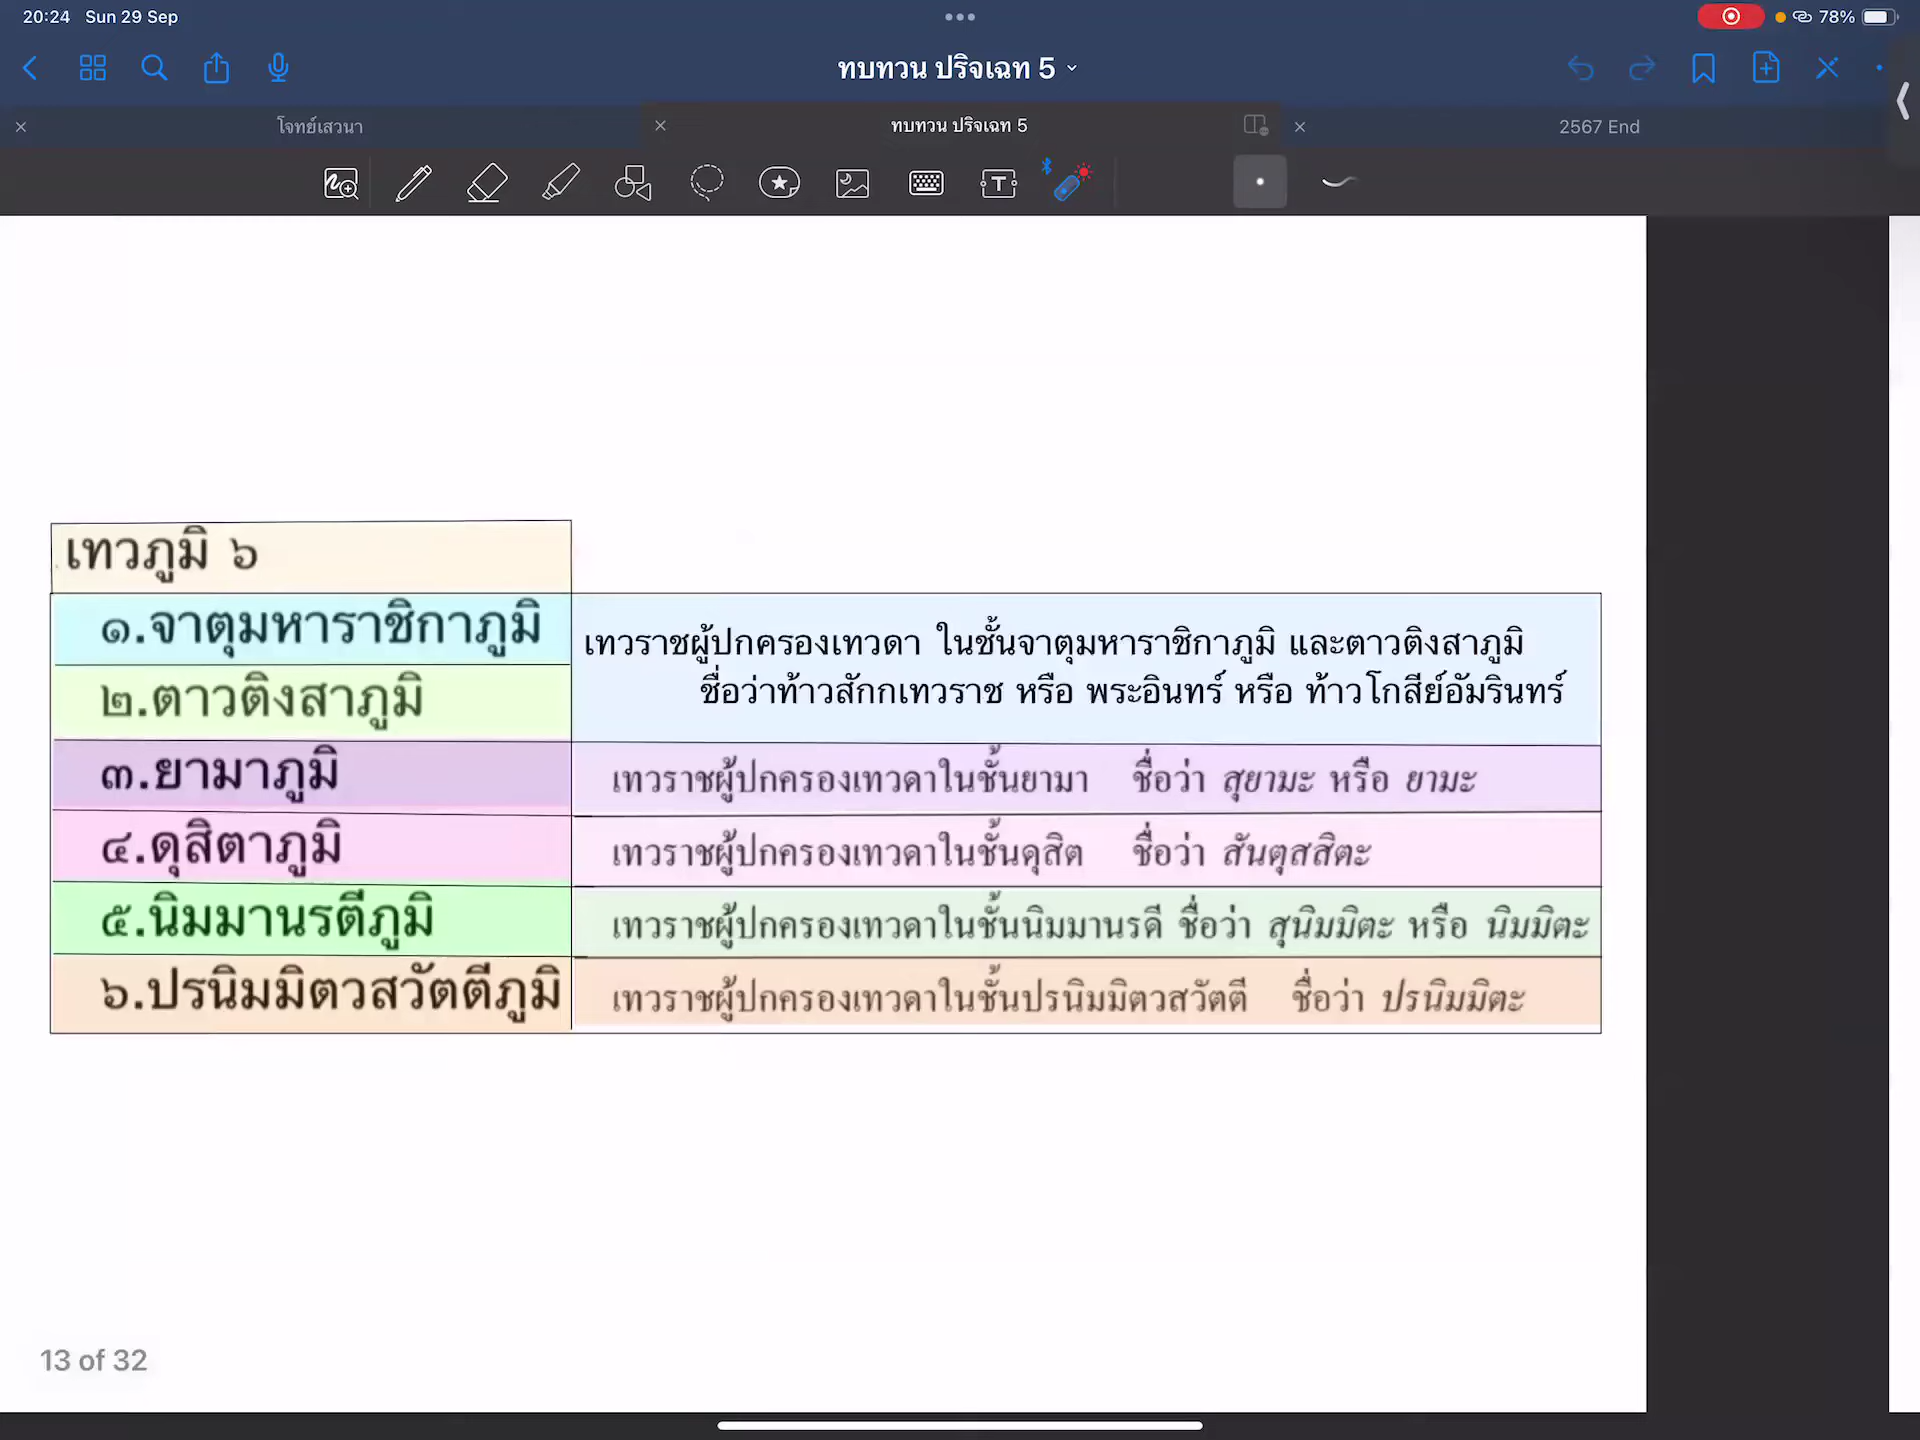 20:24 Sun 29 Sep
78%
ทบทวน ปริจเฉท 5
โจทย์เสวนา
ทบทวน ปริจเฉท 5
2567 End
เทวภูมิ ๖
๑.จาตุมหาราชิกาภูมิ
เทวราชผู้ปกครองเทวดา ในชั้นจาตุมหาราชิกาภูมิ และตาวติงสาภูมิ
ชื่อว่าท้าวสักกเทวราช หรือ พระอินทร์ หรือ ท้าวโกสีย์อัมรินทร์
๒.ตาวติงสาภูมิ
๓.ยามาภูมิ
เทวราชผู้ปกครองเทวดาในชั้นยามา ชื่อว่า สุยามะ หรือ ยามะ
๔.ดุสิตาภูมิ
เทวราชผู้ปกครองเทวดาในชั้นดุสิต ชื่อว่า สันตุสสิตะ
๕.นิมมานรตีภูมิ
เทวราชผู้ปกครองเทวดาในชั้นนิมมานรดี ชื่อว่า สุนิมมิตะ หรือ นิมมิตะ
๖.ปรนิมมิตวสวัตตีภูมิ
เทวราชผู้ปกครองเทวดาในชั้นปรนิมมิตวสวัตตี ชื่อว่า ปรนิมมิตะ
13 of 32